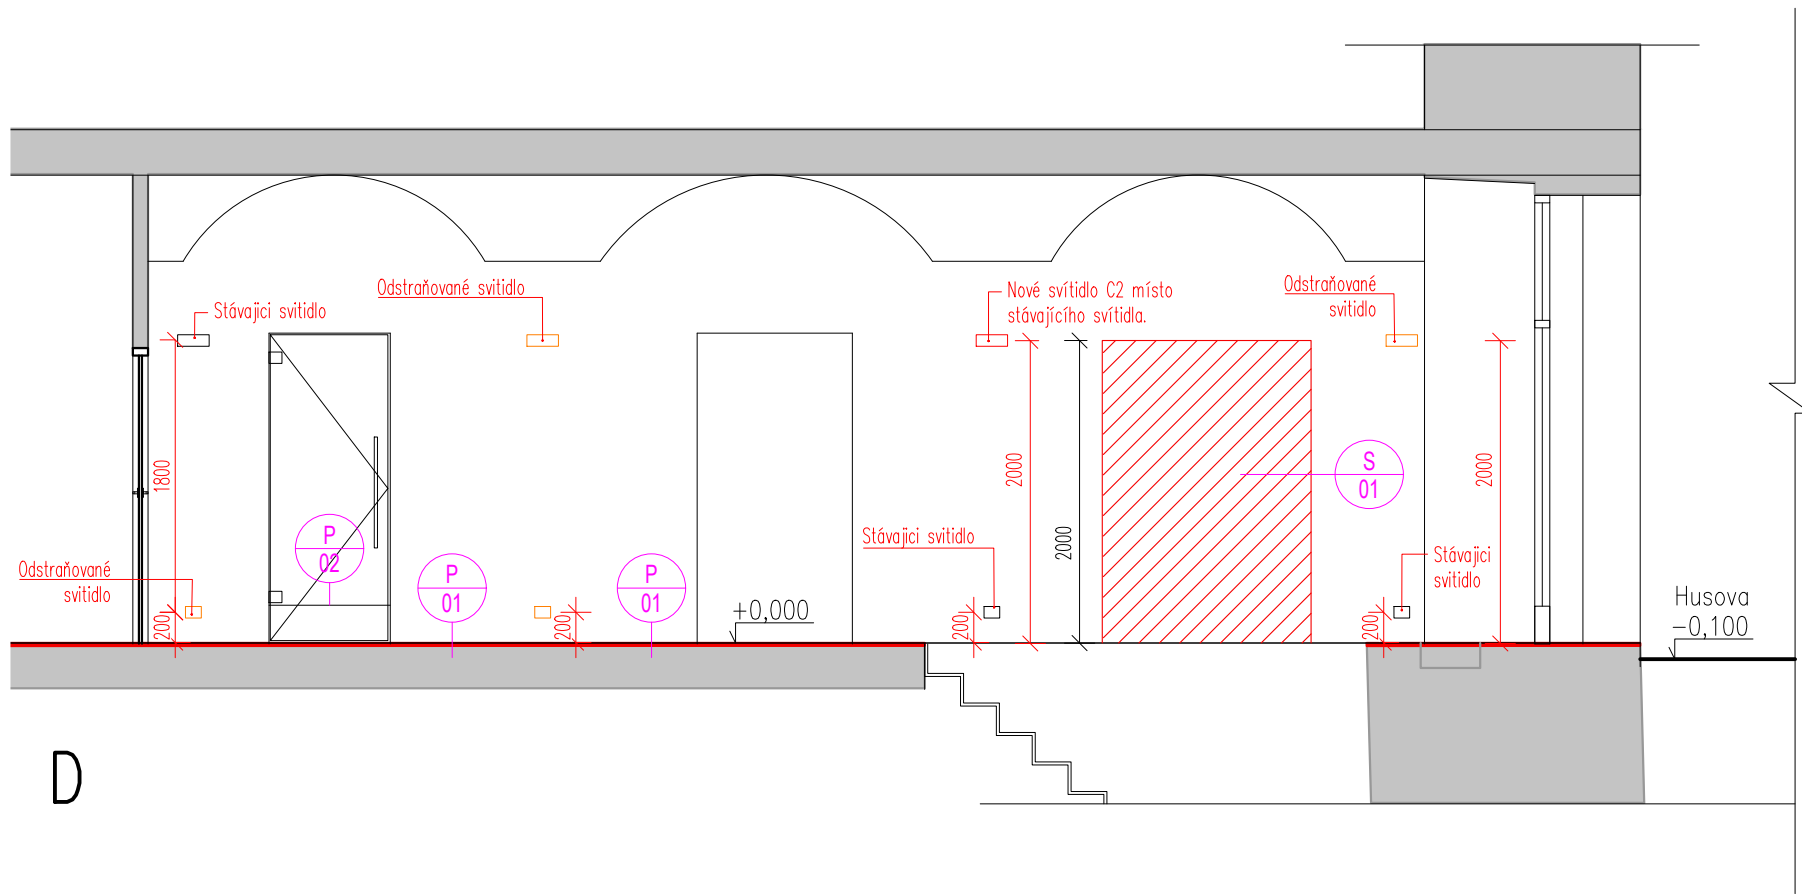 Odstraňované svitidlo
Stávajici svitidlo
Nové svítidlo C2 místo
stávajícího svítidla.
Odstraňované
svitidlo
1800
2000
2000
2000
S
01
P
02
P
01
P
01
Stávajici svitidlo
Stávajici
svitidlo
Odstraňované
svitidlo
200
200
200
200
+0,000
Husova
-0,100
D